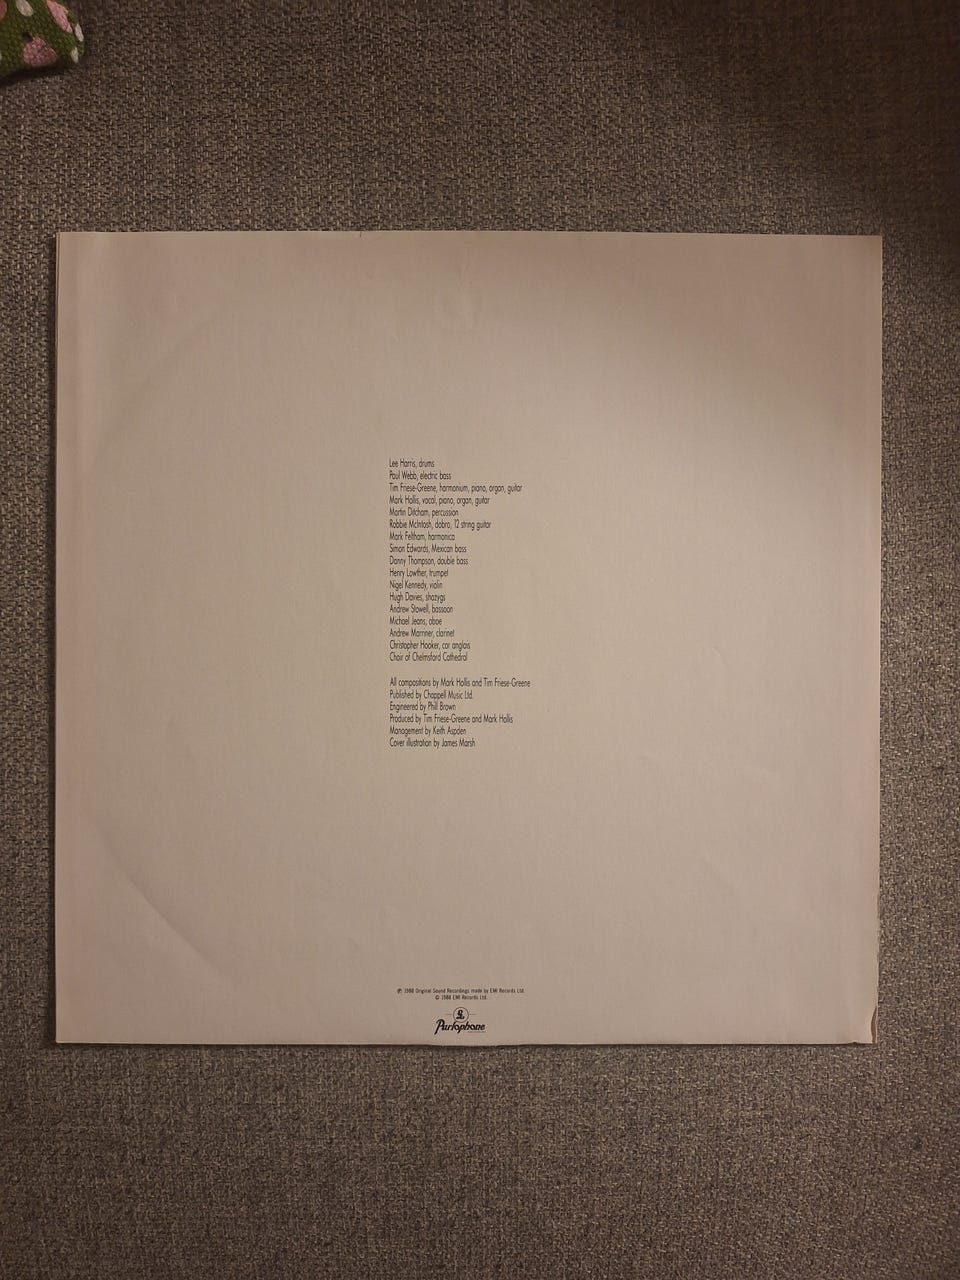 Lee Harris, drums
Paul Webb, electric bass
Tim Friese-Greene, harmonium, piano, organ, guitar
Mark Hollis, vocal, piano, organ, guitar
Martin Ditcham, percussion
Robbie McIntosh, dobro, 12 string guitar
Mark Feltham, harmonica
Simon Edwards, Mexican bass
Danny Thompson, double bass
Henry Lowther, trumpet
Nigel Kennedy, violin
Hugh Davies, shozygs
Andrew Stowell, bassoon
Michael Jeans, oboe
Andrew Marriner, clarinet
Christopher Hooker, cor anglais
Choir of Chelmsford Cathedral
All compositions by Mark Hollis and Tim Friese-Greene
Published by Chappell Music Ltd.
Engineered by Phill Brown
Produced by Tim Friese-Greene and Mark Hollis
Management by Keith Aspden
Cover illustration by James Marsh
℗ 1988 Original Sound Recordings made by EMI Records Ltd.
© 1988 EMI Records Ltd.
£
Parlophone